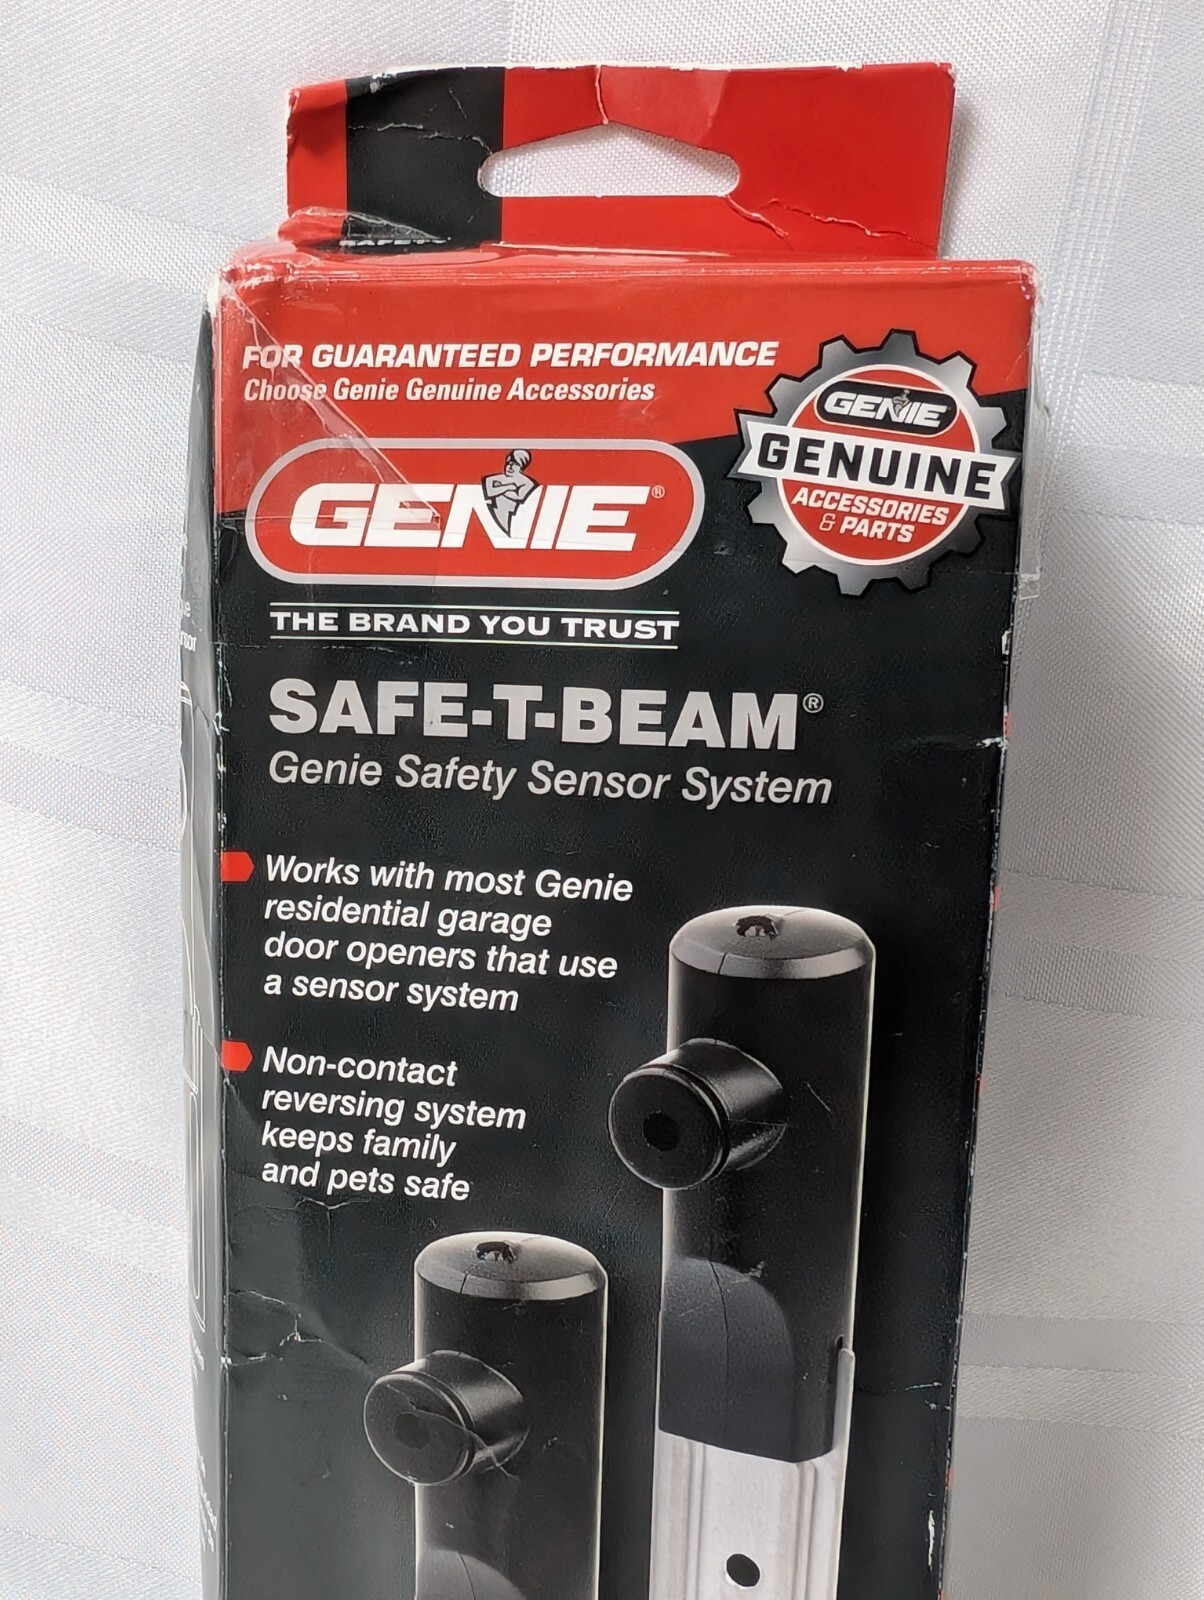 SAFETY
FOR GUARANTEED PERFORMANCE
Choose Genie Genuine Accessories
GENIE
GENUINE
ACCESSORIES
& PARTS
GENIE®
THE BRAND YOU TRUST
SAFE-T-BEAM®
Genie Safety Sensor System
Works with most Genie
residential garage
door openers that use
a sensor system
Non-contact
reversing system
keeps family
and pets safe